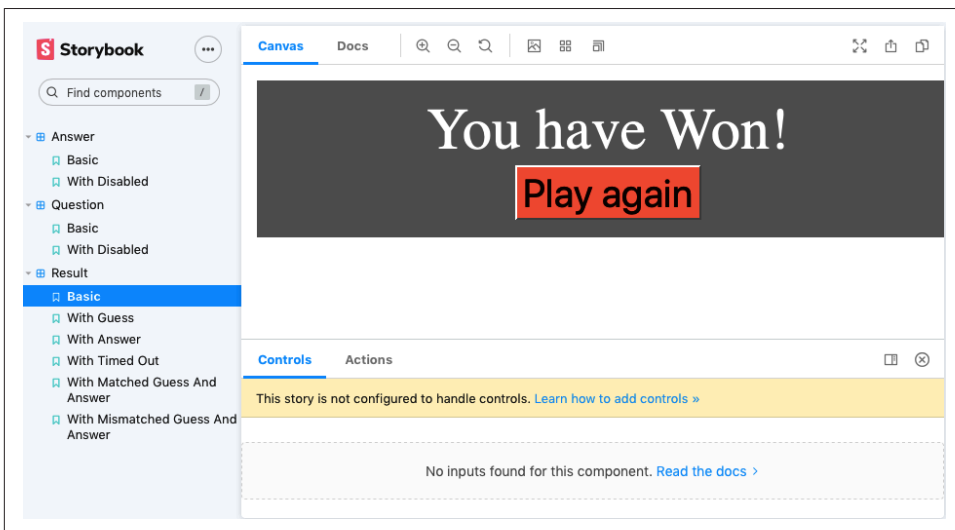 Storybook
Find components
/
Answer
Basic
With Disabled
Question
Basic
With Disabled
Result
Basic
With Guess
With Answer
With Timed Out
With Matched Guess And
Answer
With Mismatched Guess And
Answer
Canvas Docs
You have Won!
Play again
Controls Actions
This story is not configured to handle controls. Learn how to add controls »
No inputs found for this component. Read the docs >